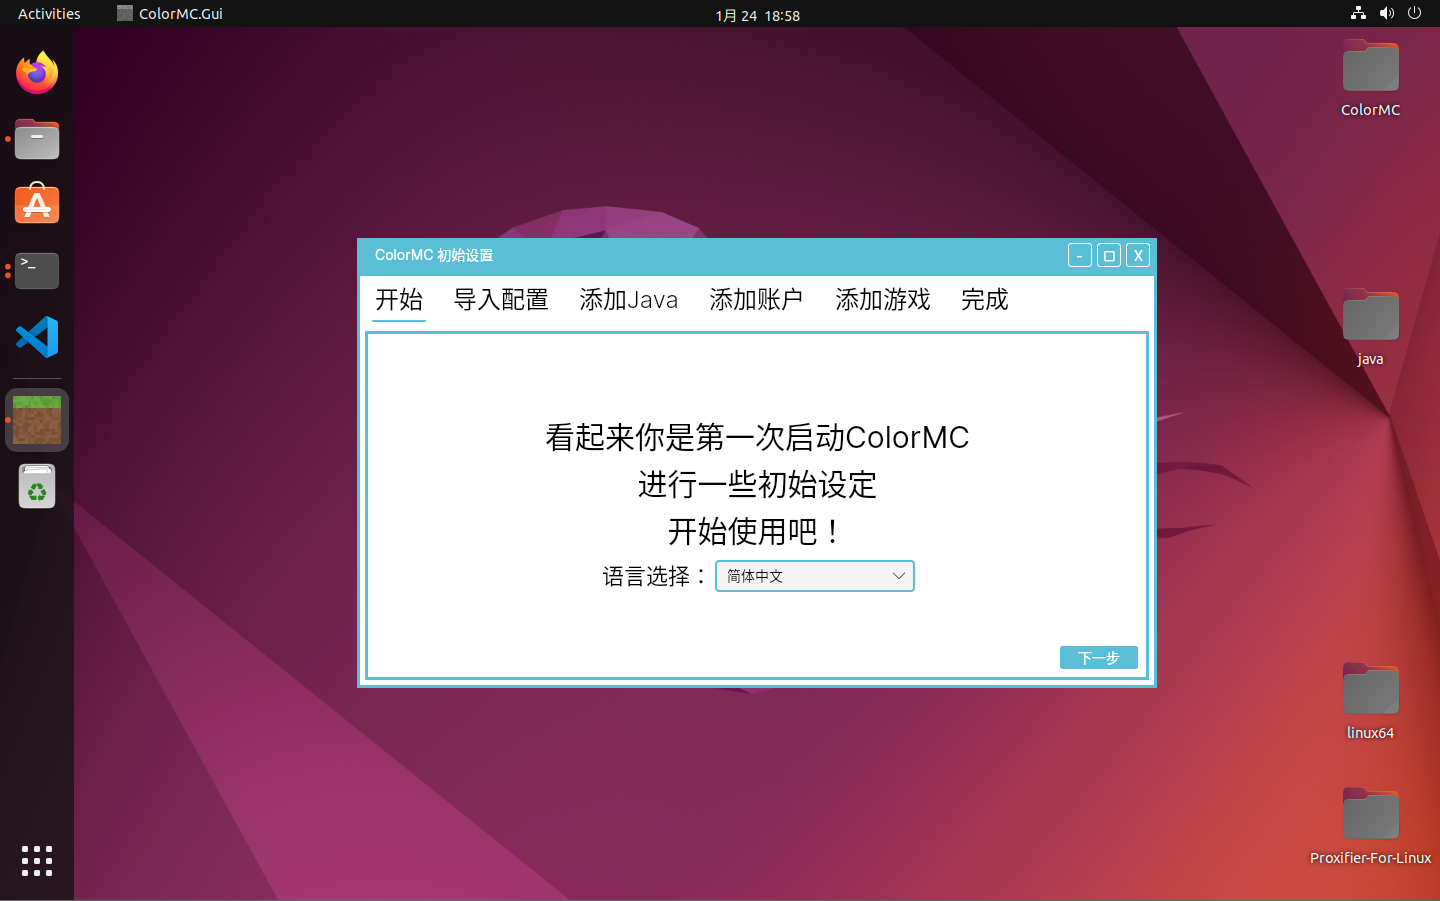 Activities
ColorMC.Gui
1月 24 18:58
ColorMC
java
linux64
Proxifier-For-Linux
>_
ColorMC 初始设置
- □ X
开始 导入配置 添加Java 添加账户 添加游戏 完成
看起来你是第一次启动ColorMC
进行一些初始设定
开始使用吧！
语言选择： 简体中文
下一步